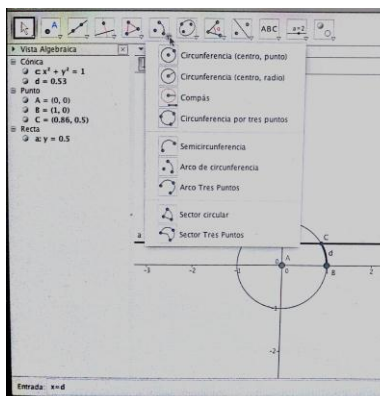 A
ABC
a=2
Vista Algebraica
Cónica
c: x² + y² = 1
d = 0.53
Punto
A = (0, 0)
B = (1, 0)
C = (0.86, 0.5)
Recta
a: y = 0.5
Circunferencia (centro, punto)
Circunferencia (centro, radio)
Compás
Circunferencia por tres puntos
Semicircunferencia
Arco de circunferencia
Arco Tres Puntos
Sector circular
Sector Tres Puntos
a
C
A
d
B
-3 -2 -1 0 0 1 2
-1
-2
Entrada: x=d